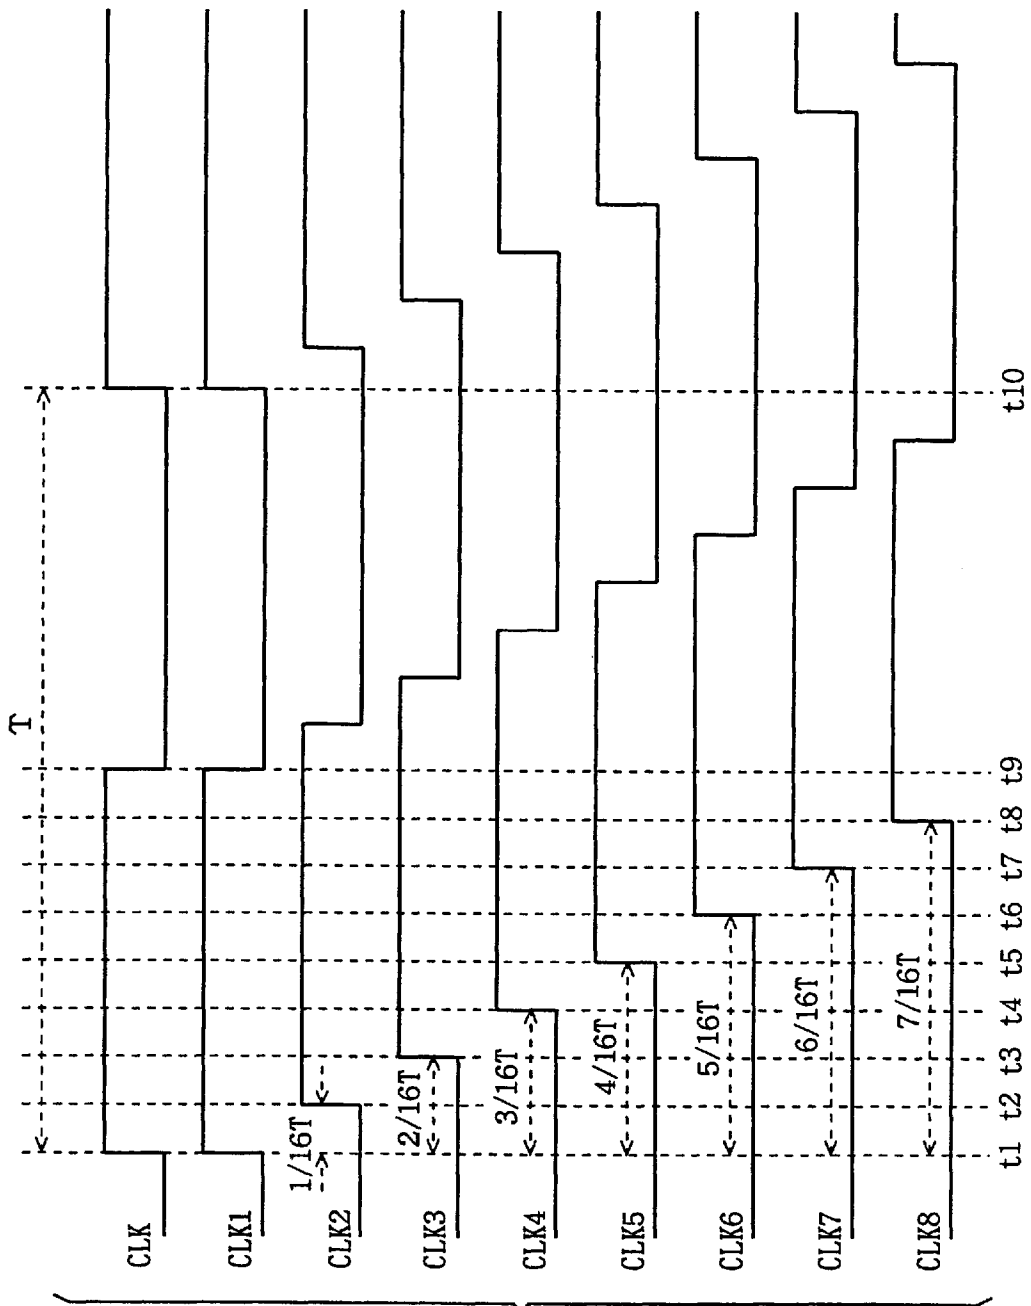 T
CLK
CLK1
CLK2
1/16T
CLK3
2/16T
CLK4
3/16T
CLK5
4/16T
CLK6
5/16T
CLK7
6/16T
CLK8
7/16T
t1 t2 t3 t4 t5 t6 t7 t8 t9 t10